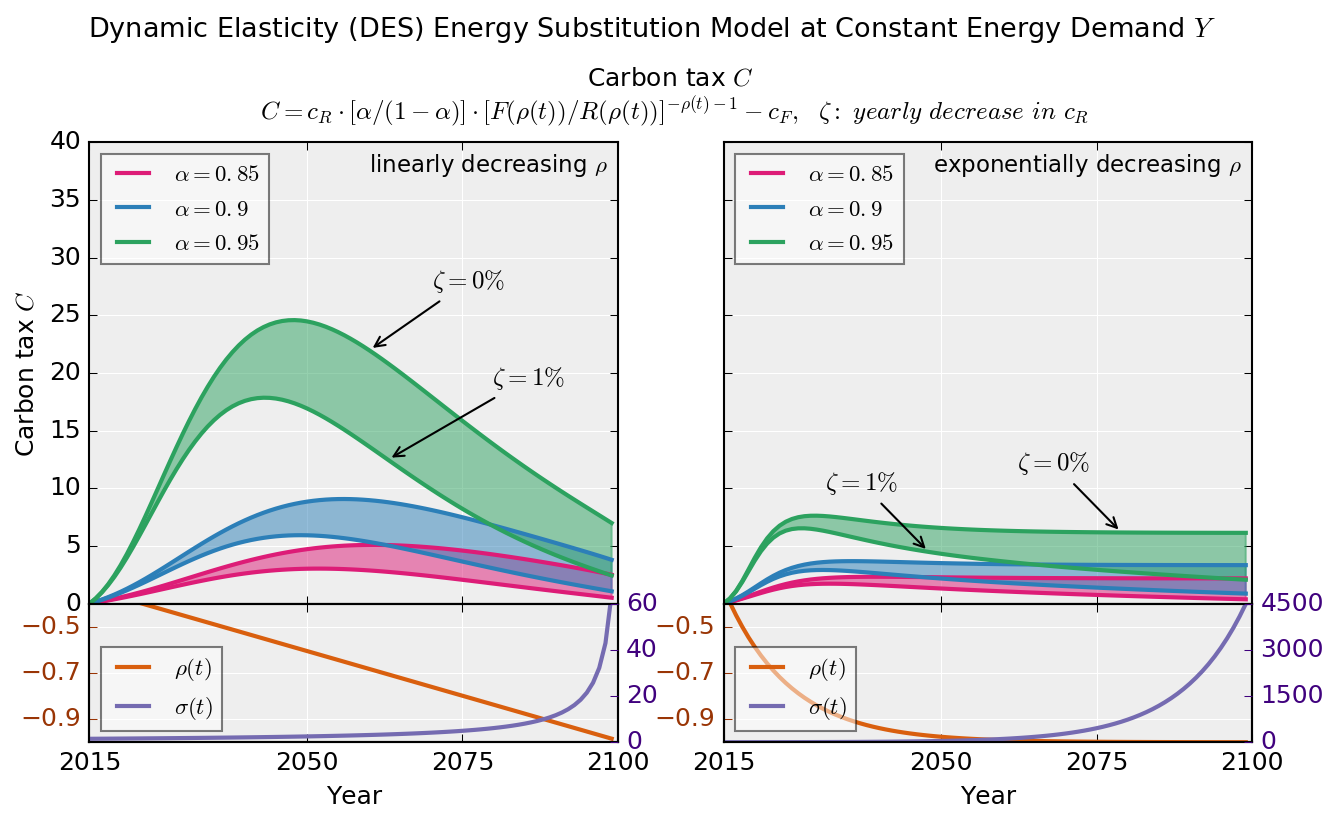 Dynamic Elasticity (DES) Energy Substitution Model at Constant Energy Demand Y
Carbon tax C
C = c_R · [α/(1 − α)] · [F(ρ(t))/R(ρ(t))]^{−ρ(t)−1} − c_F, ζ: yearly decrease in c_R
linearly decreasing ρ
α = 0.85
α = 0.9
α = 0.95
ζ = 0%
ζ = 1%
Carbon tax C
40
35
30
25
20
15
10
5
0
−0.5
−0.7
−0.9
60
40
20
0
ρ(t)
σ(t)
2015 2050 2075 2100
Year
exponentially decreasing ρ
α = 0.85
α = 0.9
α = 0.95
ζ = 1%
ζ = 0%
−0.5
−0.7
−0.9
4500
3000
1500
0
ρ(t)
σ(t)
2015 2050 2075 2100
Year